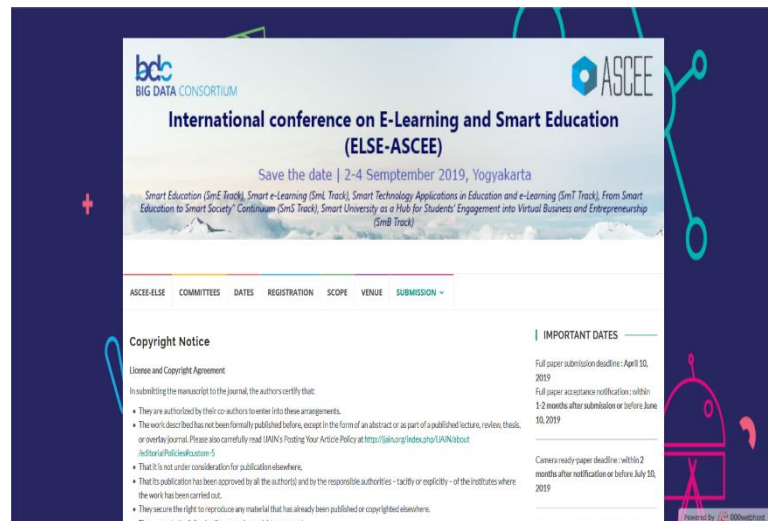 bdc
BIG DATA CONSORTIUM
ASCEE
International conference on E-Learning and Smart Education
(ELSE-ASCEE)
Save the date | 2-4 Semptember 2019, Yogyakarta
Smart Education (SmE Track), Smart e-Learning (SmL Track), Smart Technology Applications in Education and e-Learning (SmT Track), From Smart
Education to Smart Society" Continuum (SmS Track), Smart University as a Hub for Students' Engagement into Virtual Business and Entrepreneurship
(SmB Track)
ASCEE-ELSE COMMITTEES DATES REGISTRATION SCOPE VENUE SUBMISSION
Copyright Notice
License and Copyright Agreement
In submitting the manuscript to the journal, the authors certify that:
• They are authorized by their co-authors to enter into these arrangements.
• The work described has not been formally published before, except in the form of an abstract or as part of a published lecture, review, thesis,
or overlay journal. Please also carrefully read IJAIN's Posting Your Article Policy at http://ijain.org/index.php/IJAIN/about
/editorialPolicies#custom-5
• That it is not under consideration for publication elsewhere,
• That its publication has been approved by all the author(s) and by the responsible authorities – tacitly or explicitly – of the institutes where
the work has been carried out.
• They secure the right to reproduce any material that has already been published or copyrighted elsewhere.
IMPORTANT DATES
Full paper submission deadline : April 10,
2019
Full paper acceptance notification : within
1-2 months after submission or before June
10, 2019
Camera ready-paper deadline : within 2
months after notification or before July 10,
2019
Powered by 000webhost